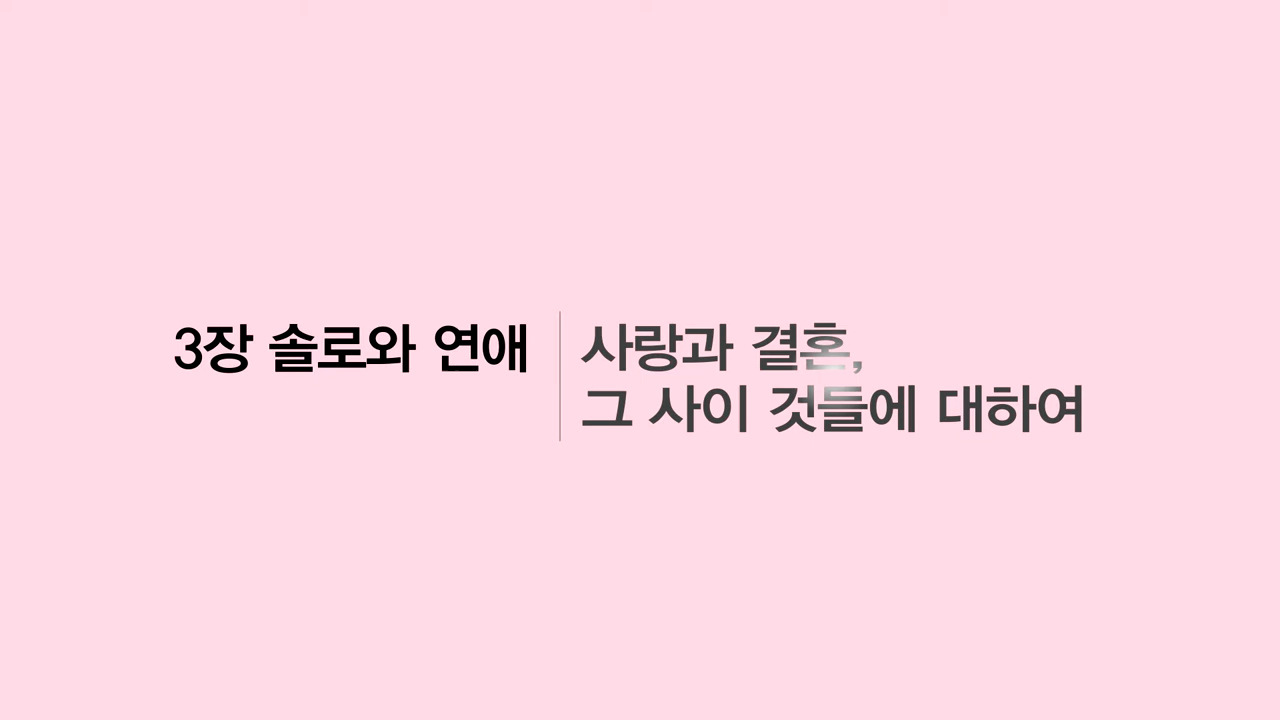 3장 솔로와 연애
사랑과 결혼,
그 사이 것들에 대하여